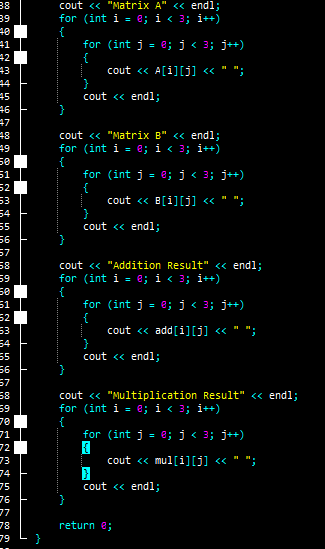 38 cout << "Matrix A" << endl;
39 for (int i = 0; i < 3; i++)
40 {
41 for (int j = 0; j < 3; j++)
42 {
43 cout << A[i][j] << " ";
44 }
45 cout << endl;
46 }
47
48 cout << "Matrix B" << endl;
49 for (int i = 0; i < 3; i++)
50 {
51 for (int j = 0; j < 3; j++)
52 {
53 cout << B[i][j] << " ";
54 }
55 cout << endl;
56 }
57
58 cout << "Addition Result" << endl;
59 for (int i = 0; i < 3; i++)
60 {
61 for (int j = 0; j < 3; j++)
62 {
63 cout << add[i][j] << " ";
64 }
65 cout << endl;
66 }
67
68 cout << "Multiplication Result" << endl;
69 for (int i = 0; i < 3; i++)
70 {
71 for (int j = 0; j < 3; j++)
72 {
73 cout << mul[i][j] << " ";
74 }
75 cout << endl;
76 }
77
78 return 0;
79 }